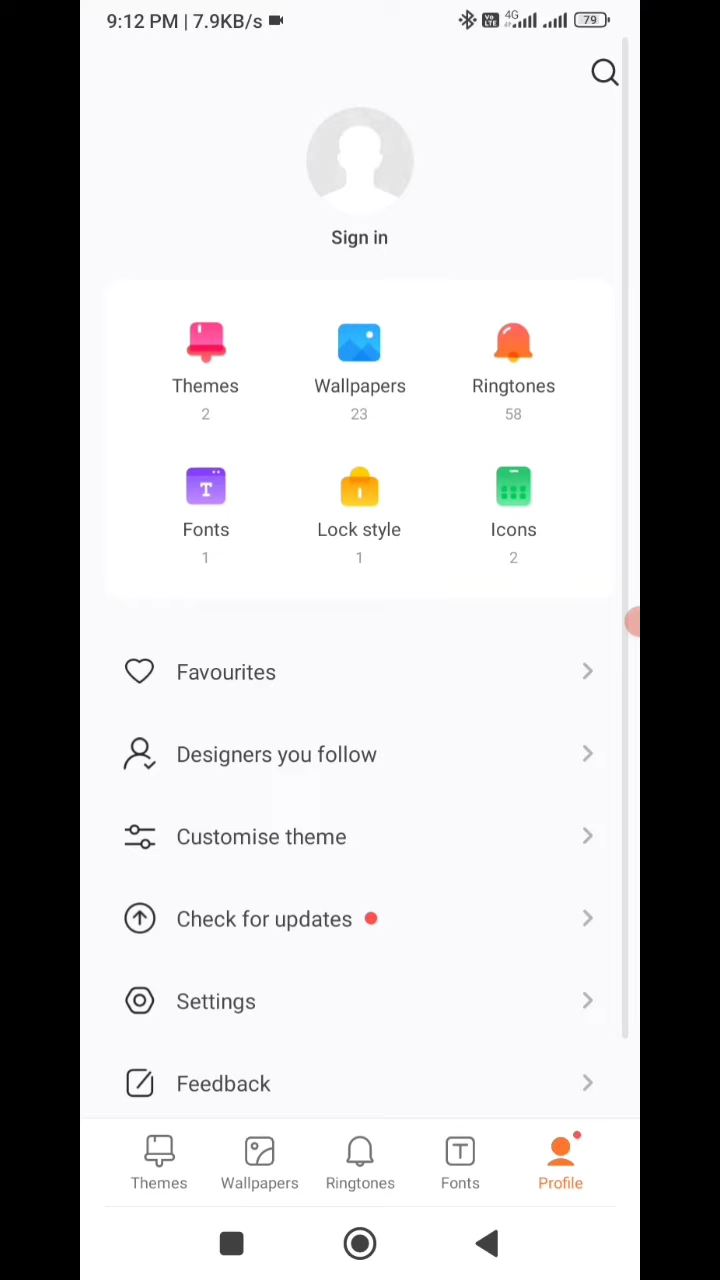 9:12 PM | 7.9KB/s 4G 79
Sign in
Themes Wallpapers Ringtones
2 23 58
Fonts Lock style Icons
1 1 2
Favourites
Designers you follow
Customise theme
Check for updates
Settings
Feedback
Themes Wallpapers Ringtones Fonts Profile